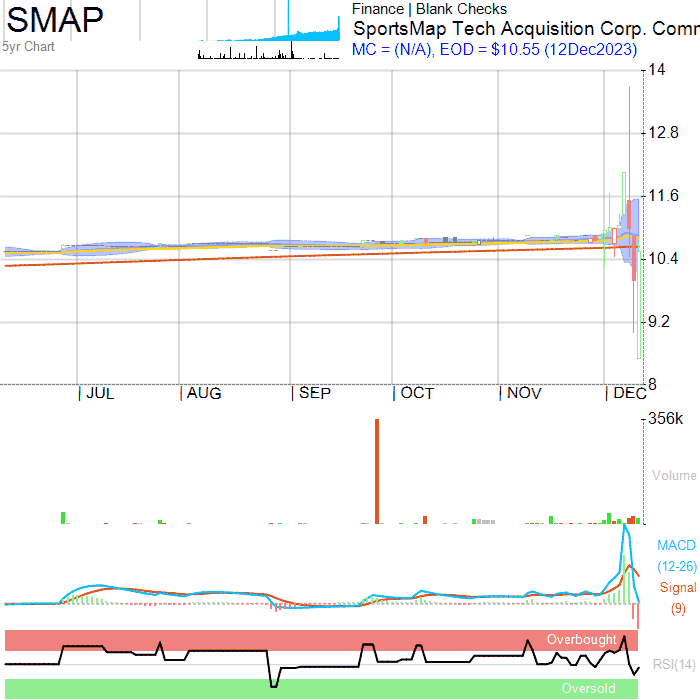 SMAP
5yr Chart
Finance | Blank Checks
SportsMap Tech Acquisition Corp. Comm
MC = (N/A), EOD = $10.55 (12Dec2023)
14
12.8
11.6
10.4
9.2
8
| JUL | AUG | SEP | OCT | NOV | DEC
356k
Volume
MACD
(12-26)
Signal
(9)
Overbought
RSI(14)
Oversold